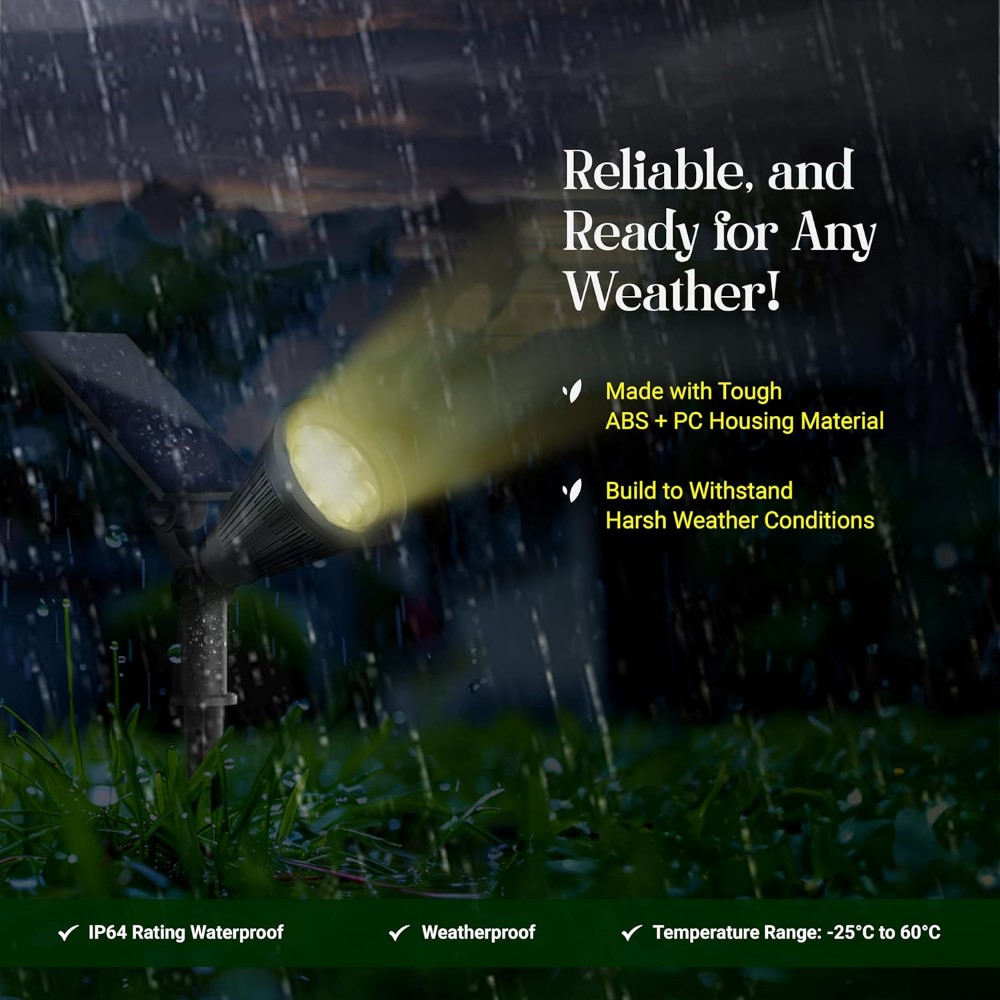 Reliable, and
Ready for Any
Weather!
Made with Tough
ABS + PC Housing Material
Build to Withstand
Harsh Weather Conditions
IP64 Rating Waterproof
Weatherproof
Temperature Range: -25°C to 60°C